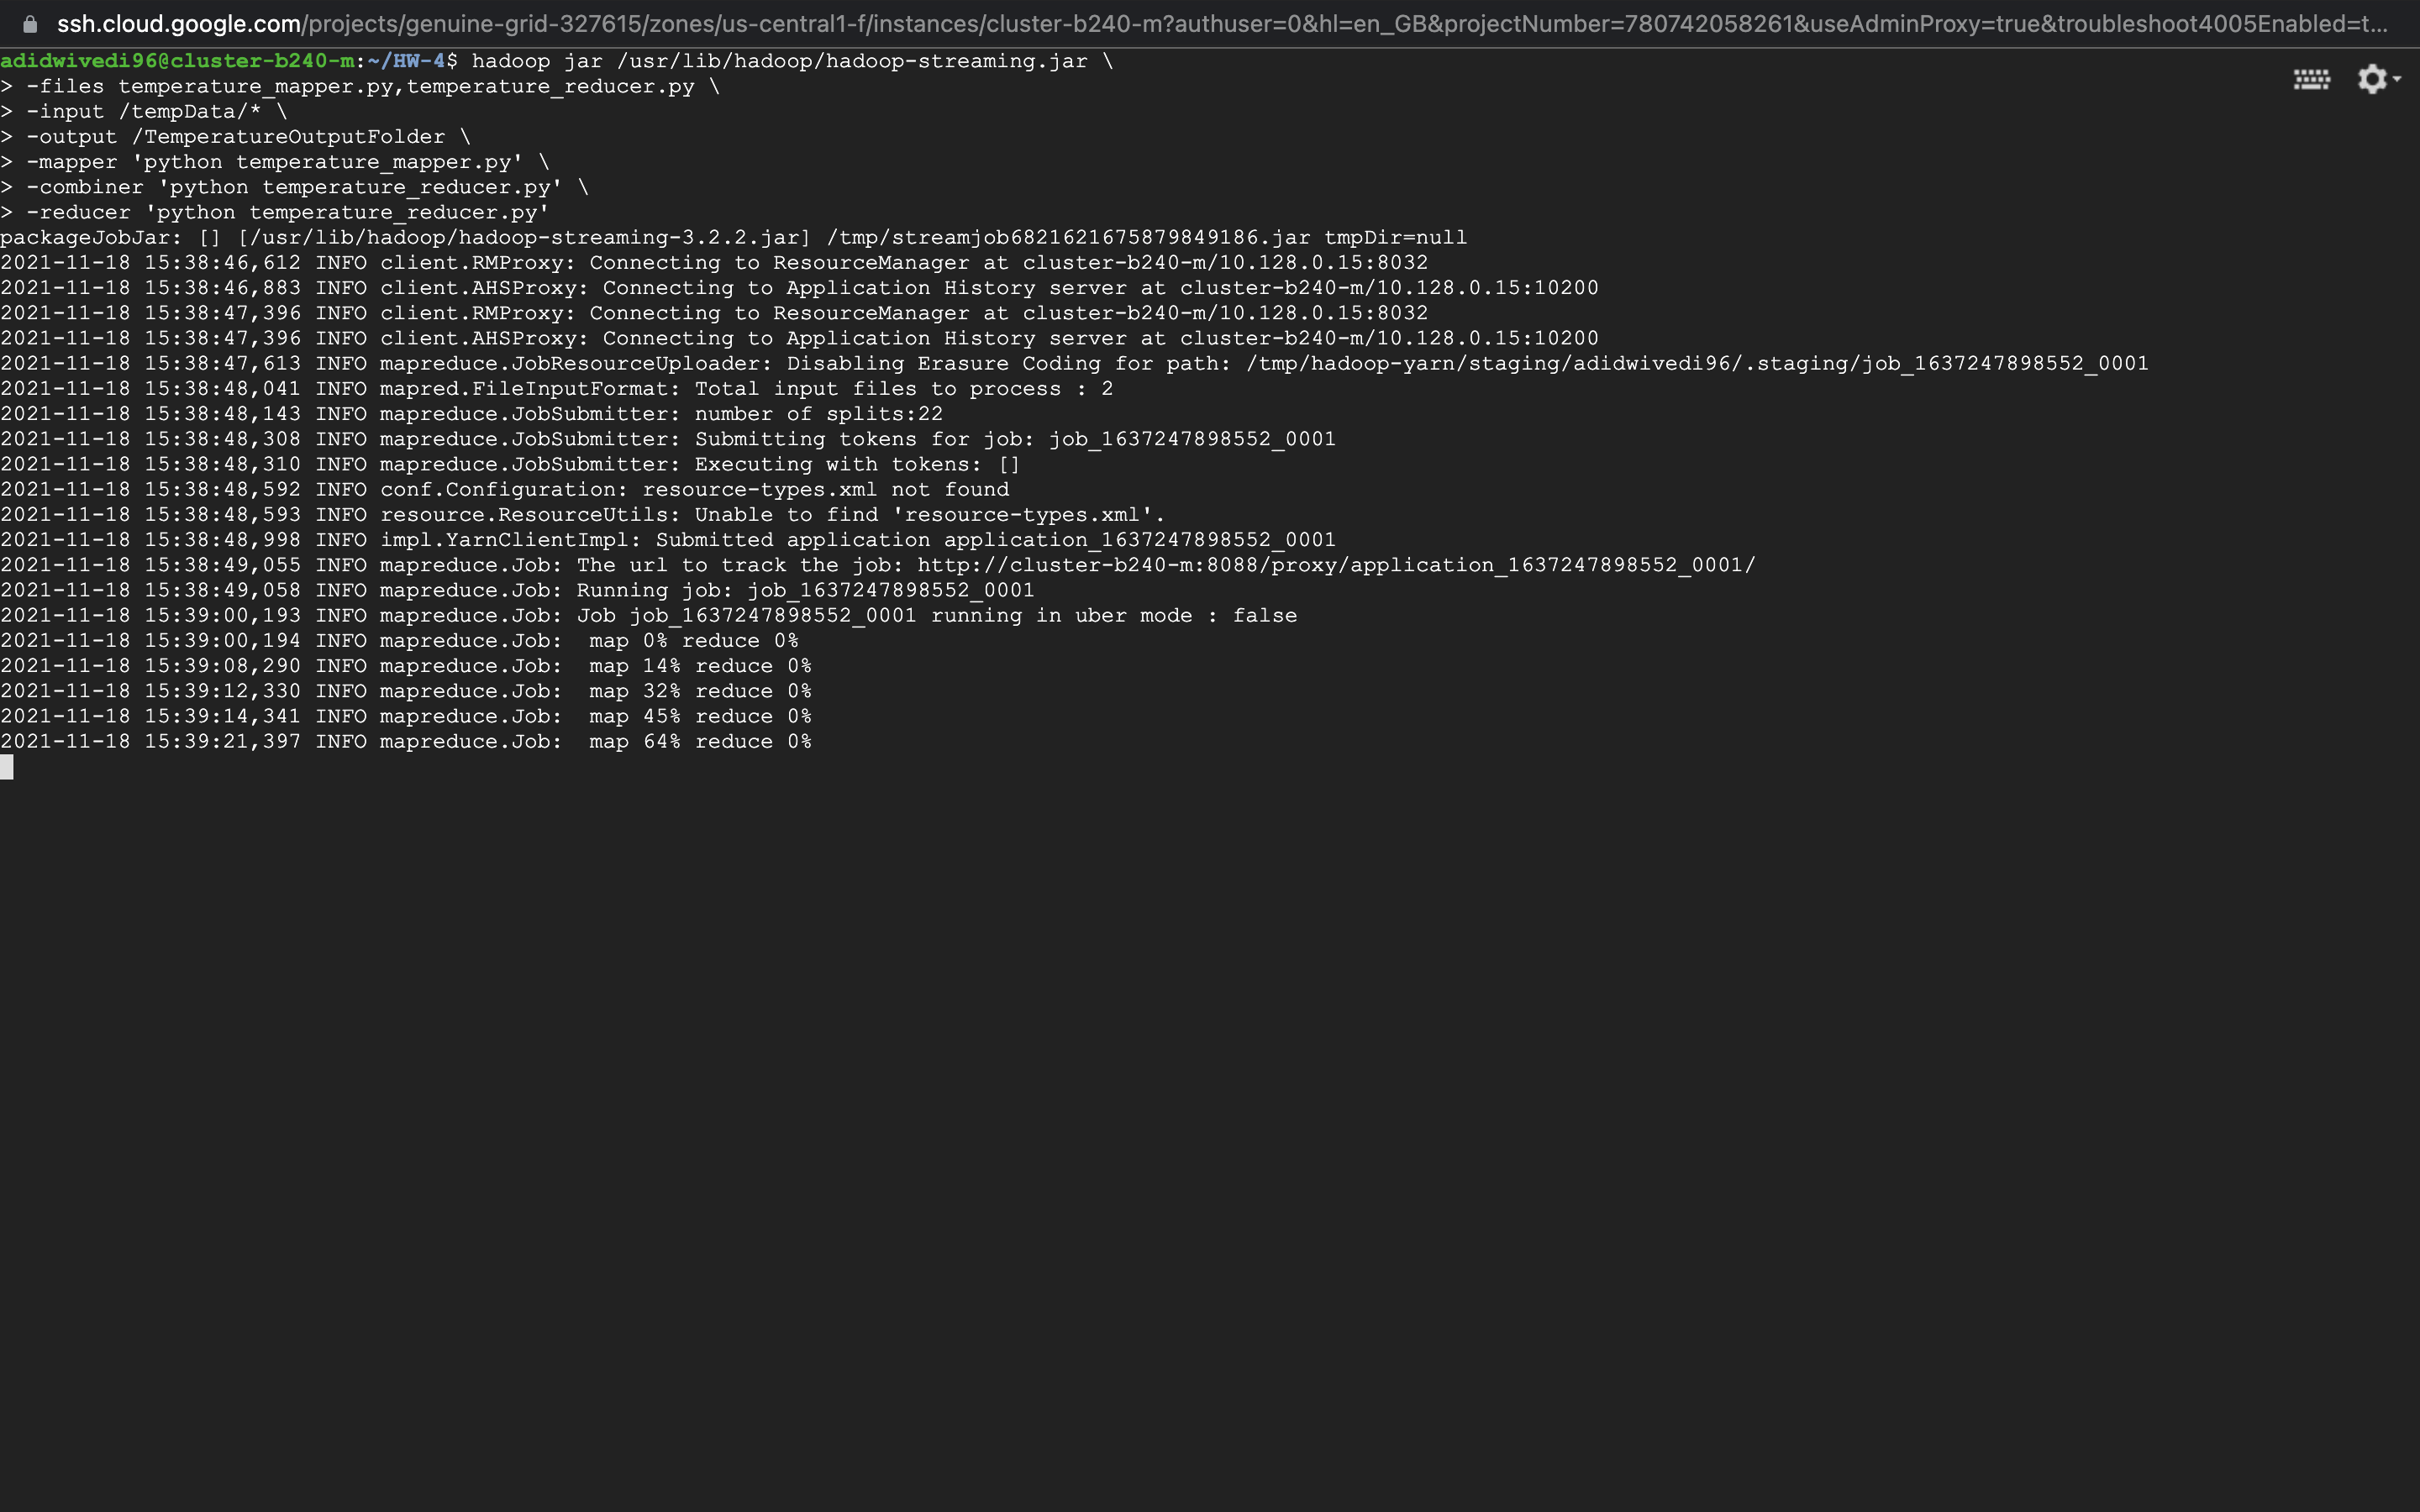 ssh.cloud.google.com/projects/genuine-grid-327615/zones/us-central1-f/instances/cluster-b240-m?authuser=0&hl=en_GB&projectNumber=780742058261&useAdminProxy=true&troubleshoot4005Enabled=t...
adidwivedi96@cluster-b240-m:~/HW-4$ hadoop jar /usr/lib/hadoop/hadoop-streaming.jar \
> -files temperature_mapper.py,temperature_reducer.py \
> -input /tempData/* \
> -output /TemperatureOutputFolder \
> -mapper 'python temperature_mapper.py' \
> -combiner 'python temperature_reducer.py' \
> -reducer 'python temperature_reducer.py'
packageJobJar: [] [/usr/lib/hadoop/hadoop-streaming-3.2.2.jar] /tmp/streamjob6821621675879849186.jar tmpDir=null
2021-11-18 15:38:46,612 INFO client.RMProxy: Connecting to ResourceManager at cluster-b240-m/10.128.0.15:8032
2021-11-18 15:38:46,883 INFO client.AHSProxy: Connecting to Application History server at cluster-b240-m/10.128.0.15:10200
2021-11-18 15:38:47,396 INFO client.RMProxy: Connecting to ResourceManager at cluster-b240-m/10.128.0.15:8032
2021-11-18 15:38:47,396 INFO client.AHSProxy: Connecting to Application History server at cluster-b240-m/10.128.0.15:10200
2021-11-18 15:38:47,613 INFO mapreduce.JobResourceUploader: Disabling Erasure Coding for path: /tmp/hadoop-yarn/staging/adidwivedi96/.staging/job_1637247898552_0001
2021-11-18 15:38:48,041 INFO mapred.FileInputFormat: Total input files to process : 2
2021-11-18 15:38:48,143 INFO mapreduce.JobSubmitter: number of splits:22
2021-11-18 15:38:48,308 INFO mapreduce.JobSubmitter: Submitting tokens for job: job_1637247898552_0001
2021-11-18 15:38:48,310 INFO mapreduce.JobSubmitter: Executing with tokens: []
2021-11-18 15:38:48,592 INFO conf.Configuration: resource-types.xml not found
2021-11-18 15:38:48,593 INFO resource.ResourceUtils: Unable to find 'resource-types.xml'.
2021-11-18 15:38:48,998 INFO impl.YarnClientImpl: Submitted application application_1637247898552_0001
2021-11-18 15:38:49,055 INFO mapreduce.Job: The url to track the job: http://cluster-b240-m:8088/proxy/application_1637247898552_0001/
2021-11-18 15:38:49,058 INFO mapreduce.Job: Running job: job_1637247898552_0001
2021-11-18 15:39:00,193 INFO mapreduce.Job: Job job_1637247898552_0001 running in uber mode : false
2021-11-18 15:39:00,194 INFO mapreduce.Job:  map 0% reduce 0%
2021-11-18 15:39:08,290 INFO mapreduce.Job:  map 14% reduce 0%
2021-11-18 15:39:12,330 INFO mapreduce.Job:  map 32% reduce 0%
2021-11-18 15:39:14,341 INFO mapreduce.Job:  map 45% reduce 0%
2021-11-18 15:39:21,397 INFO mapreduce.Job:  map 64% reduce 0%